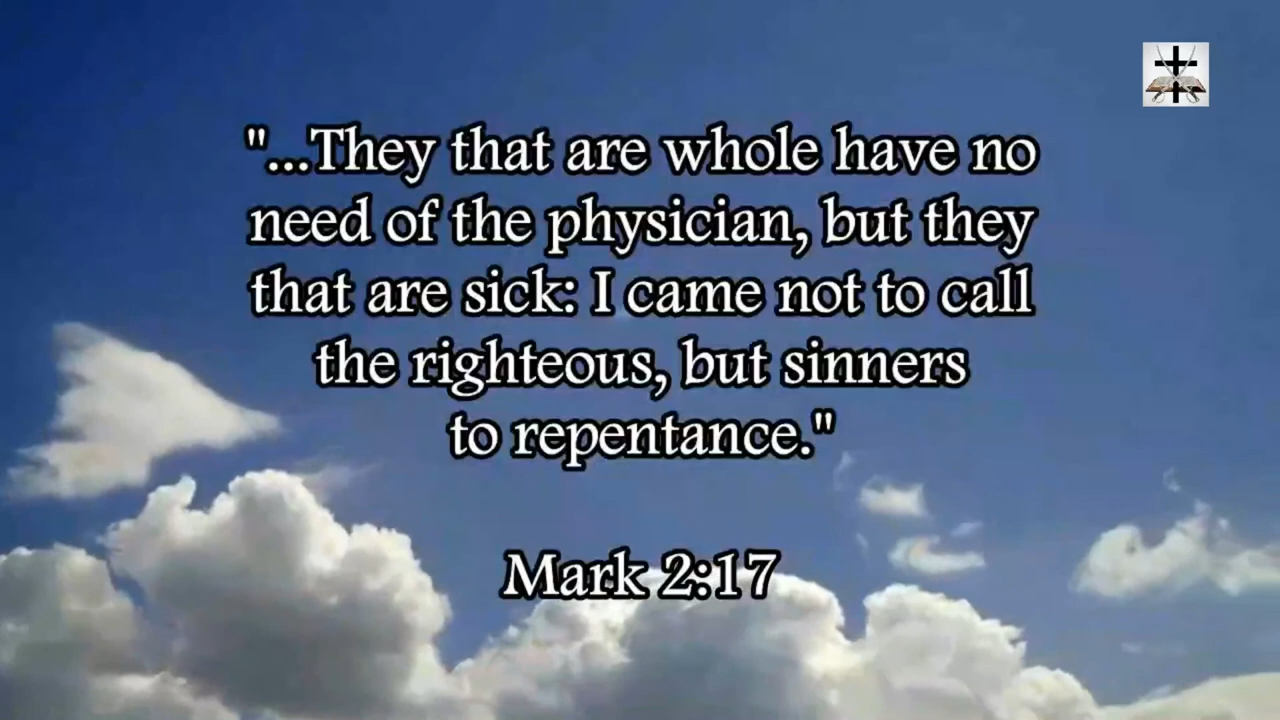 "...They that are whole have no
need of the physician, but they
that are sick: I came not to call
the righteous, but sinners
to repentance."
Mark 2:17